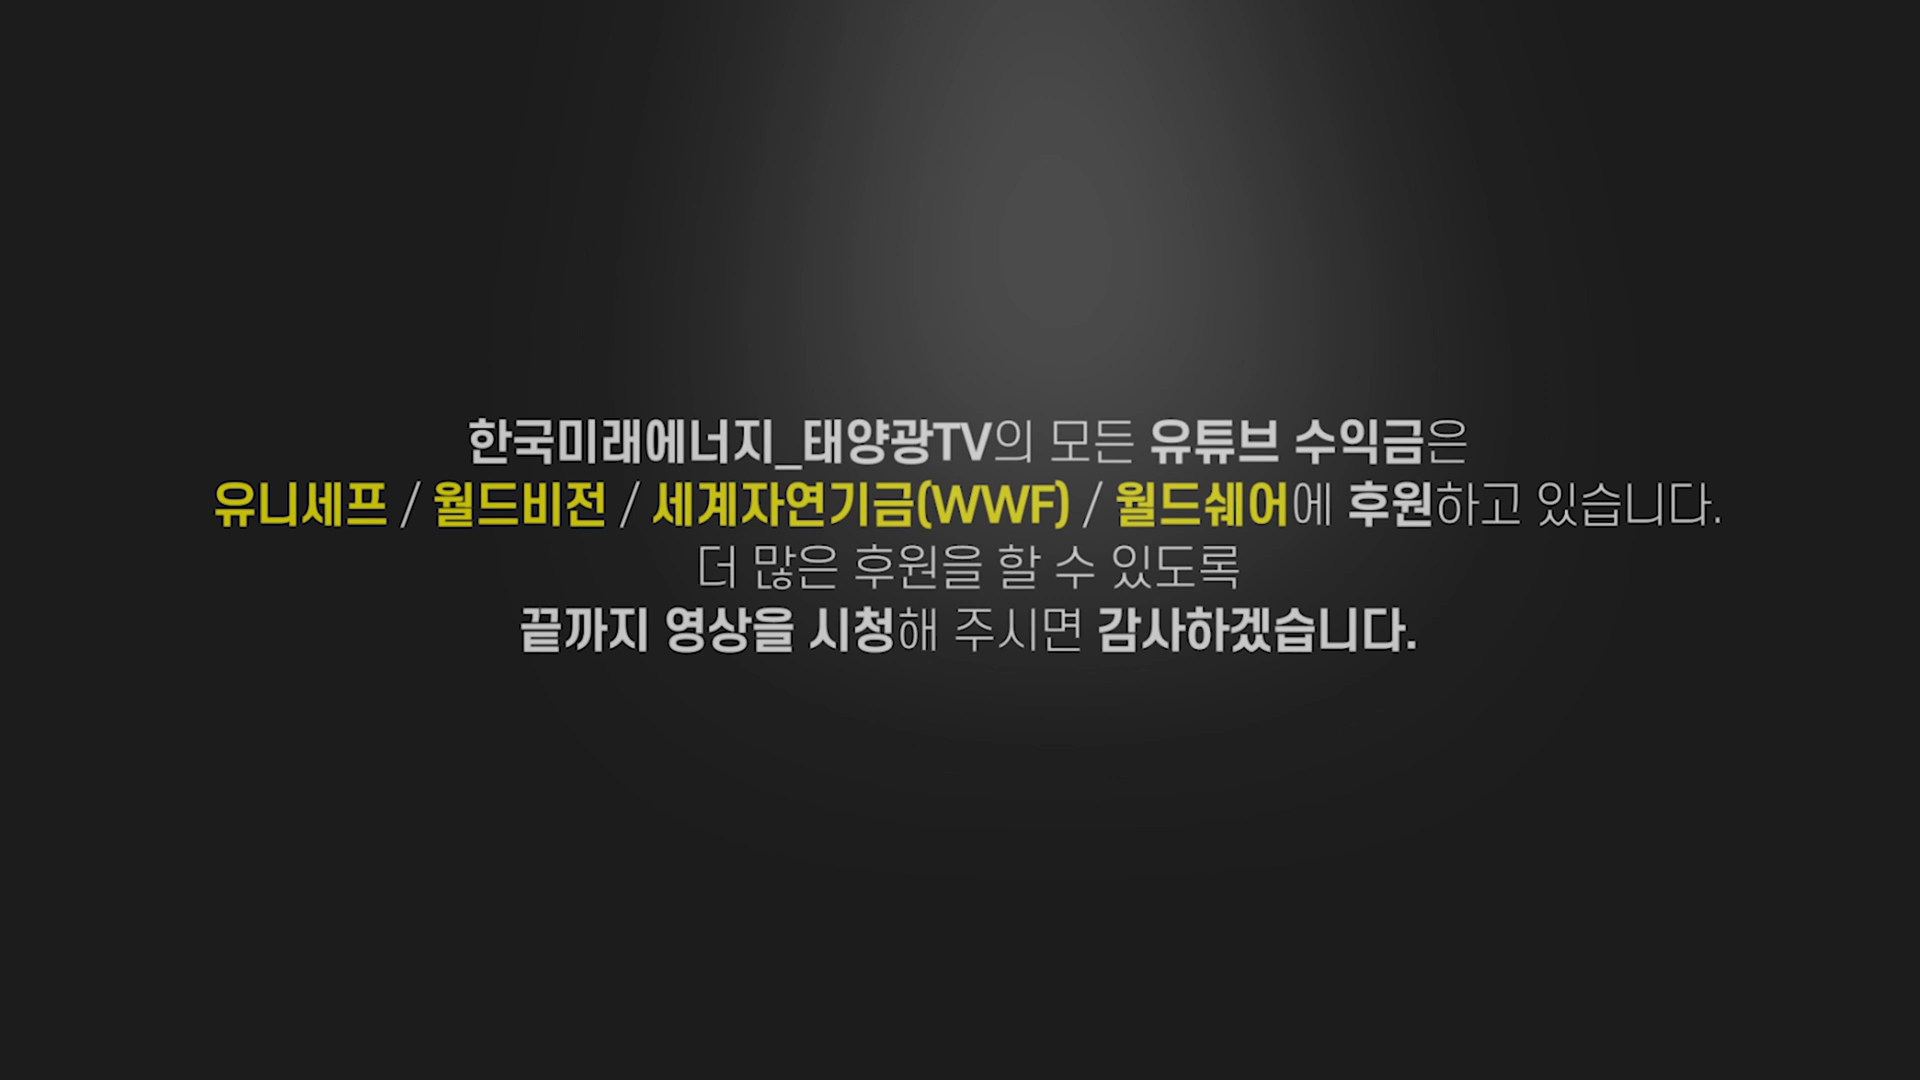 한국미래에너지_태양광TV의 모든 유튜브 수익금은
유니세프 / 월드비전 / 세계자연기금(WWF) / 월드쉐어에 후원하고 있습니다.
더 많은 후원을 할 수 있도록
끝까지 영상을 시청해 주시면 감사하겠습니다.